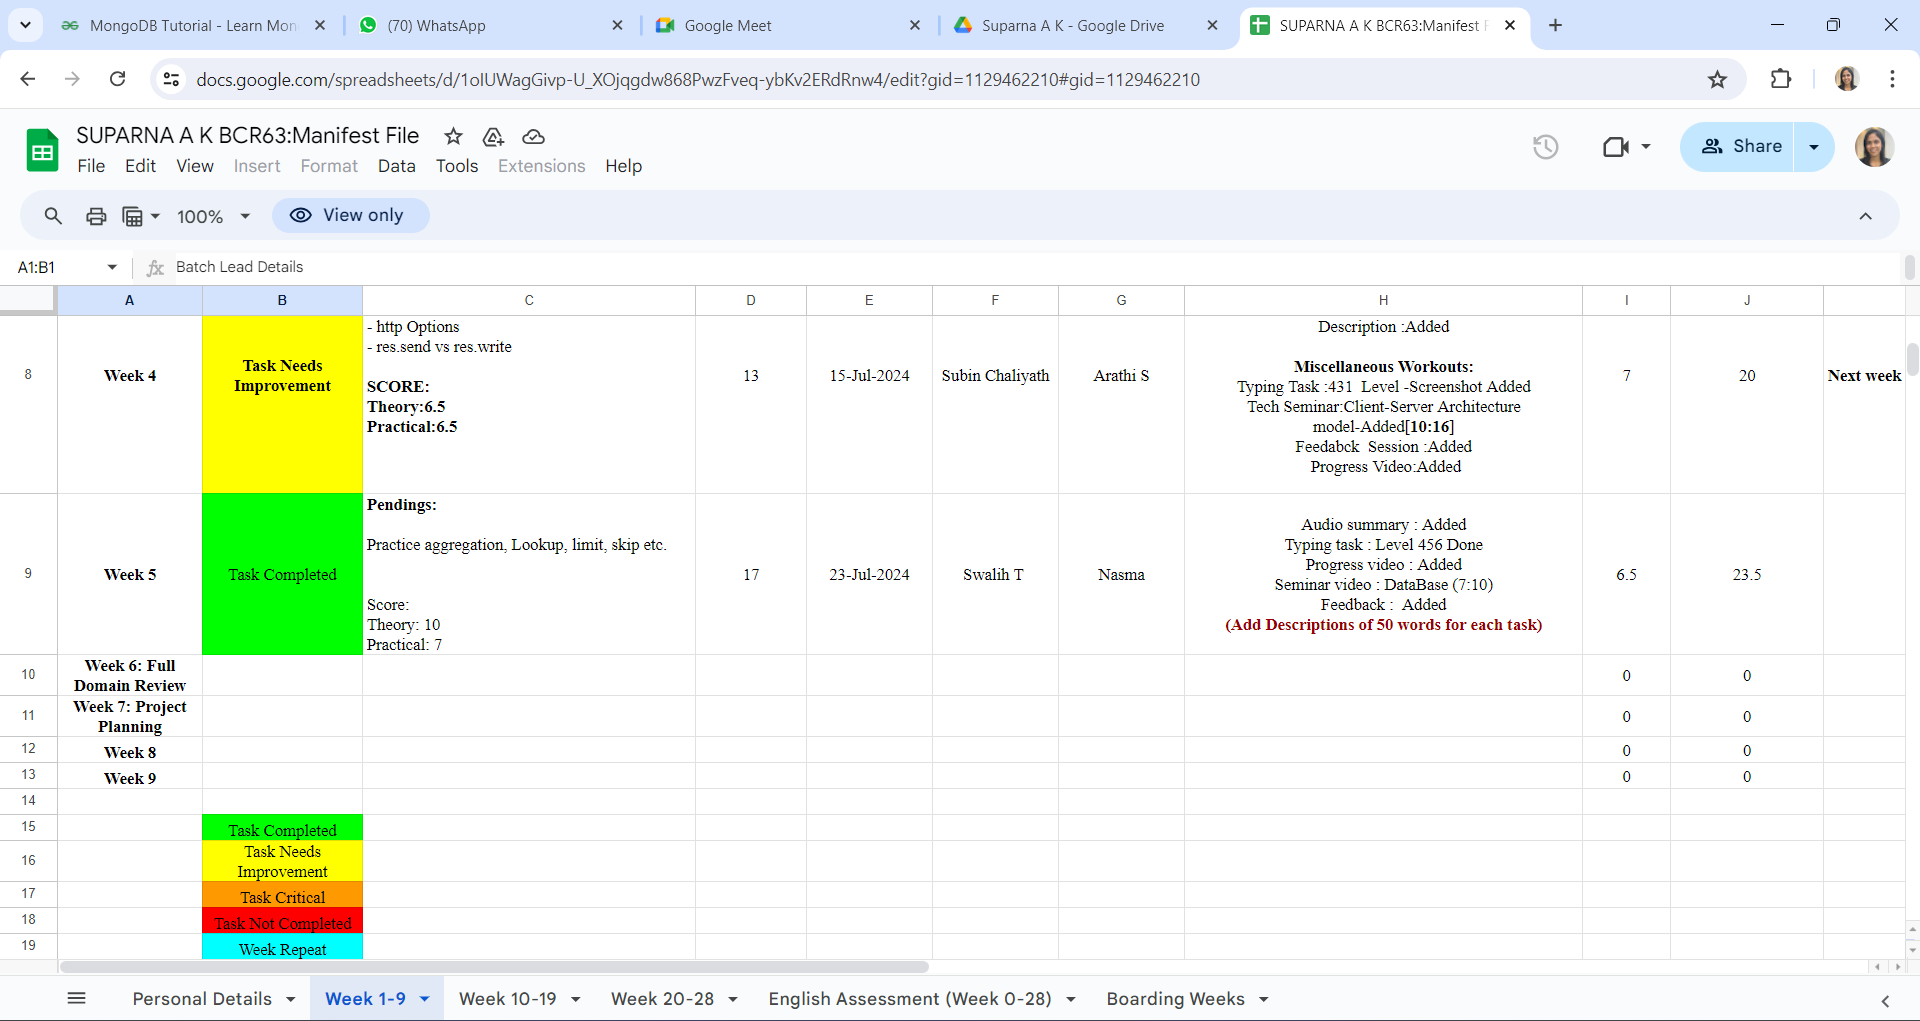 MongoDB Tutorial - Learn Mon
(70) WhatsApp
Google Meet
Suparna A K - Google Drive
SUPARNA A K BCR63:Manifest F
docs.google.com/spreadsheets/d/1oIUWagGivp-U_XOjqgdw868PwzFveq-ybKv2ERdRnw4/edit?gid=1129462210#gid=1129462210
SUPARNA A K BCR63:Manifest File
File Edit View Insert Format Data Tools Extensions Help
Share
100%
View only
A1:B1
fx Batch Lead Details
A B C D E F G H I J
8
Week 4
Task Needs
Improvement
- http Options
- res.send vs res.write
SCORE:
Theory:6.5
Practical:6.5
13
15-Jul-2024
Subin Chaliyath
Arathi S
Description :Added
Miscellaneous Workouts:
Typing Task :431 Level -Screenshot Added
Tech Seminar:Client-Server Architecture
model-Added[10:16]
Feedabck Session :Added
Progress Video:Added
7
20
Next week
9
Week 5
Task Completed
Pendings:
Practice aggregation, Lookup, limit, skip etc.
Score:
Theory: 10
Practical: 7
17
23-Jul-2024
Swalih T
Nasma
Audio summary : Added
Typing task : Level 456 Done
Progress video : Added
Seminar video : DataBase (7:10)
Feedback : Added
(Add Descriptions of 50 words for each task)
6.5
23.5
10
Week 6: Full
Domain Review
0
0
11
Week 7: Project
Planning
0
0
12
Week 8
0
0
13
Week 9
0
0
14
15
Task Completed
16
Task Needs
Improvement
17
Task Critical
18
Task Not Completed
19
Week Repeat
Personal Details
Week 1-9
Week 10-19
Week 20-28
English Assessment (Week 0-28)
Boarding Weeks